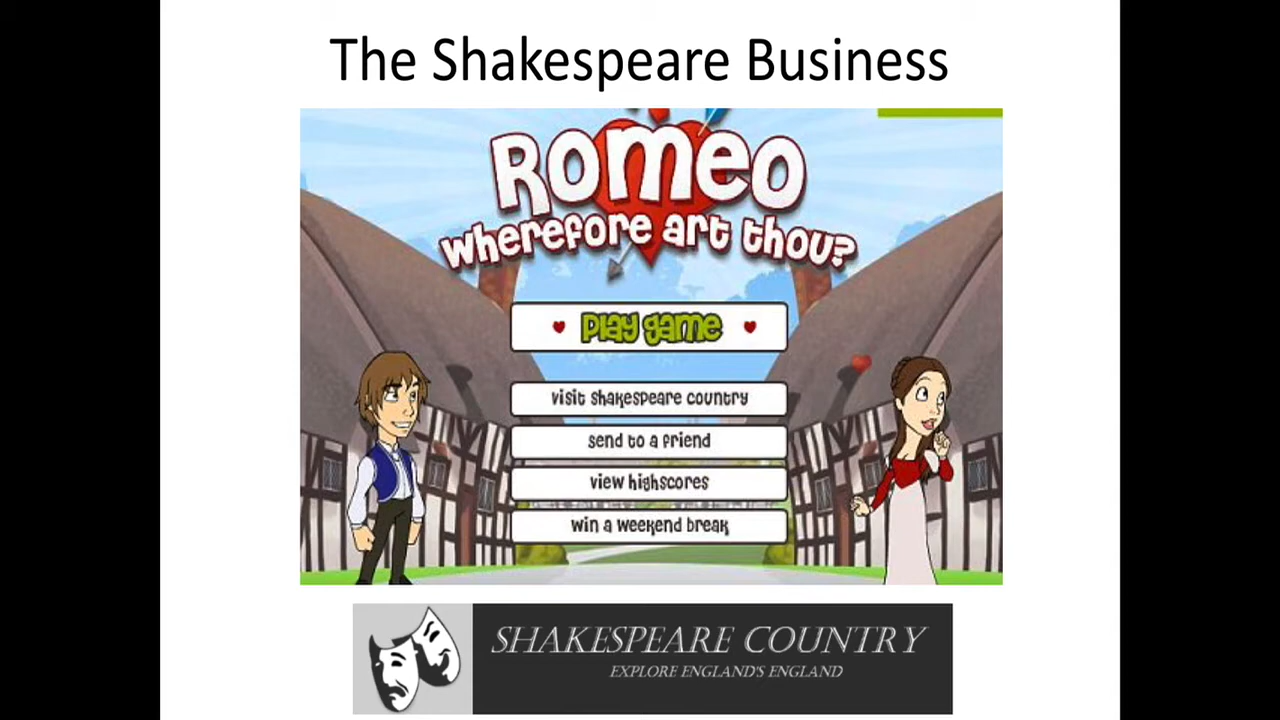 The Shakespeare Business
Romeo
wherefore art thou?
play game
visit shakespeare country
send to a friend
view highscores
win a weekend break
SHAKESPEARE COUNTRY
EXPLORE ENGLAND'S ENGLAND